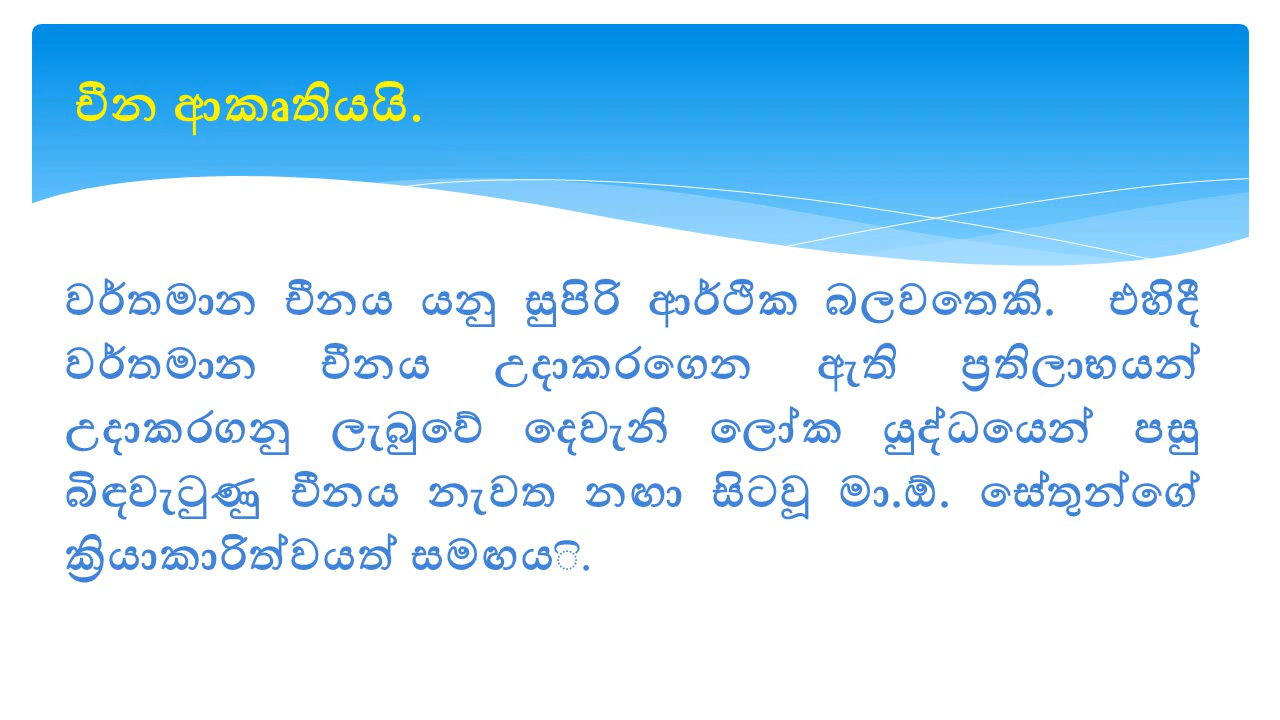 චීන ආකෘතියයි.
වර්තමාන චීනය යනු සුපිරි ආර්ථික බලවතෙකි. එහිදී
වර්තමාන චීනය උදාකරගෙන ඇති ප්‍රතිලාභයන්
උදාකරගනු ලැබුවේ දෙවැනි ලෝක යුද්ධයෙන් පසු
බිඳවැටුණු චීනය නැවත නඟා සිටවූ මා.ඕ. සේතුන්ගේ
ක්‍රියාකාරිත්වයත් සමඟය ි.